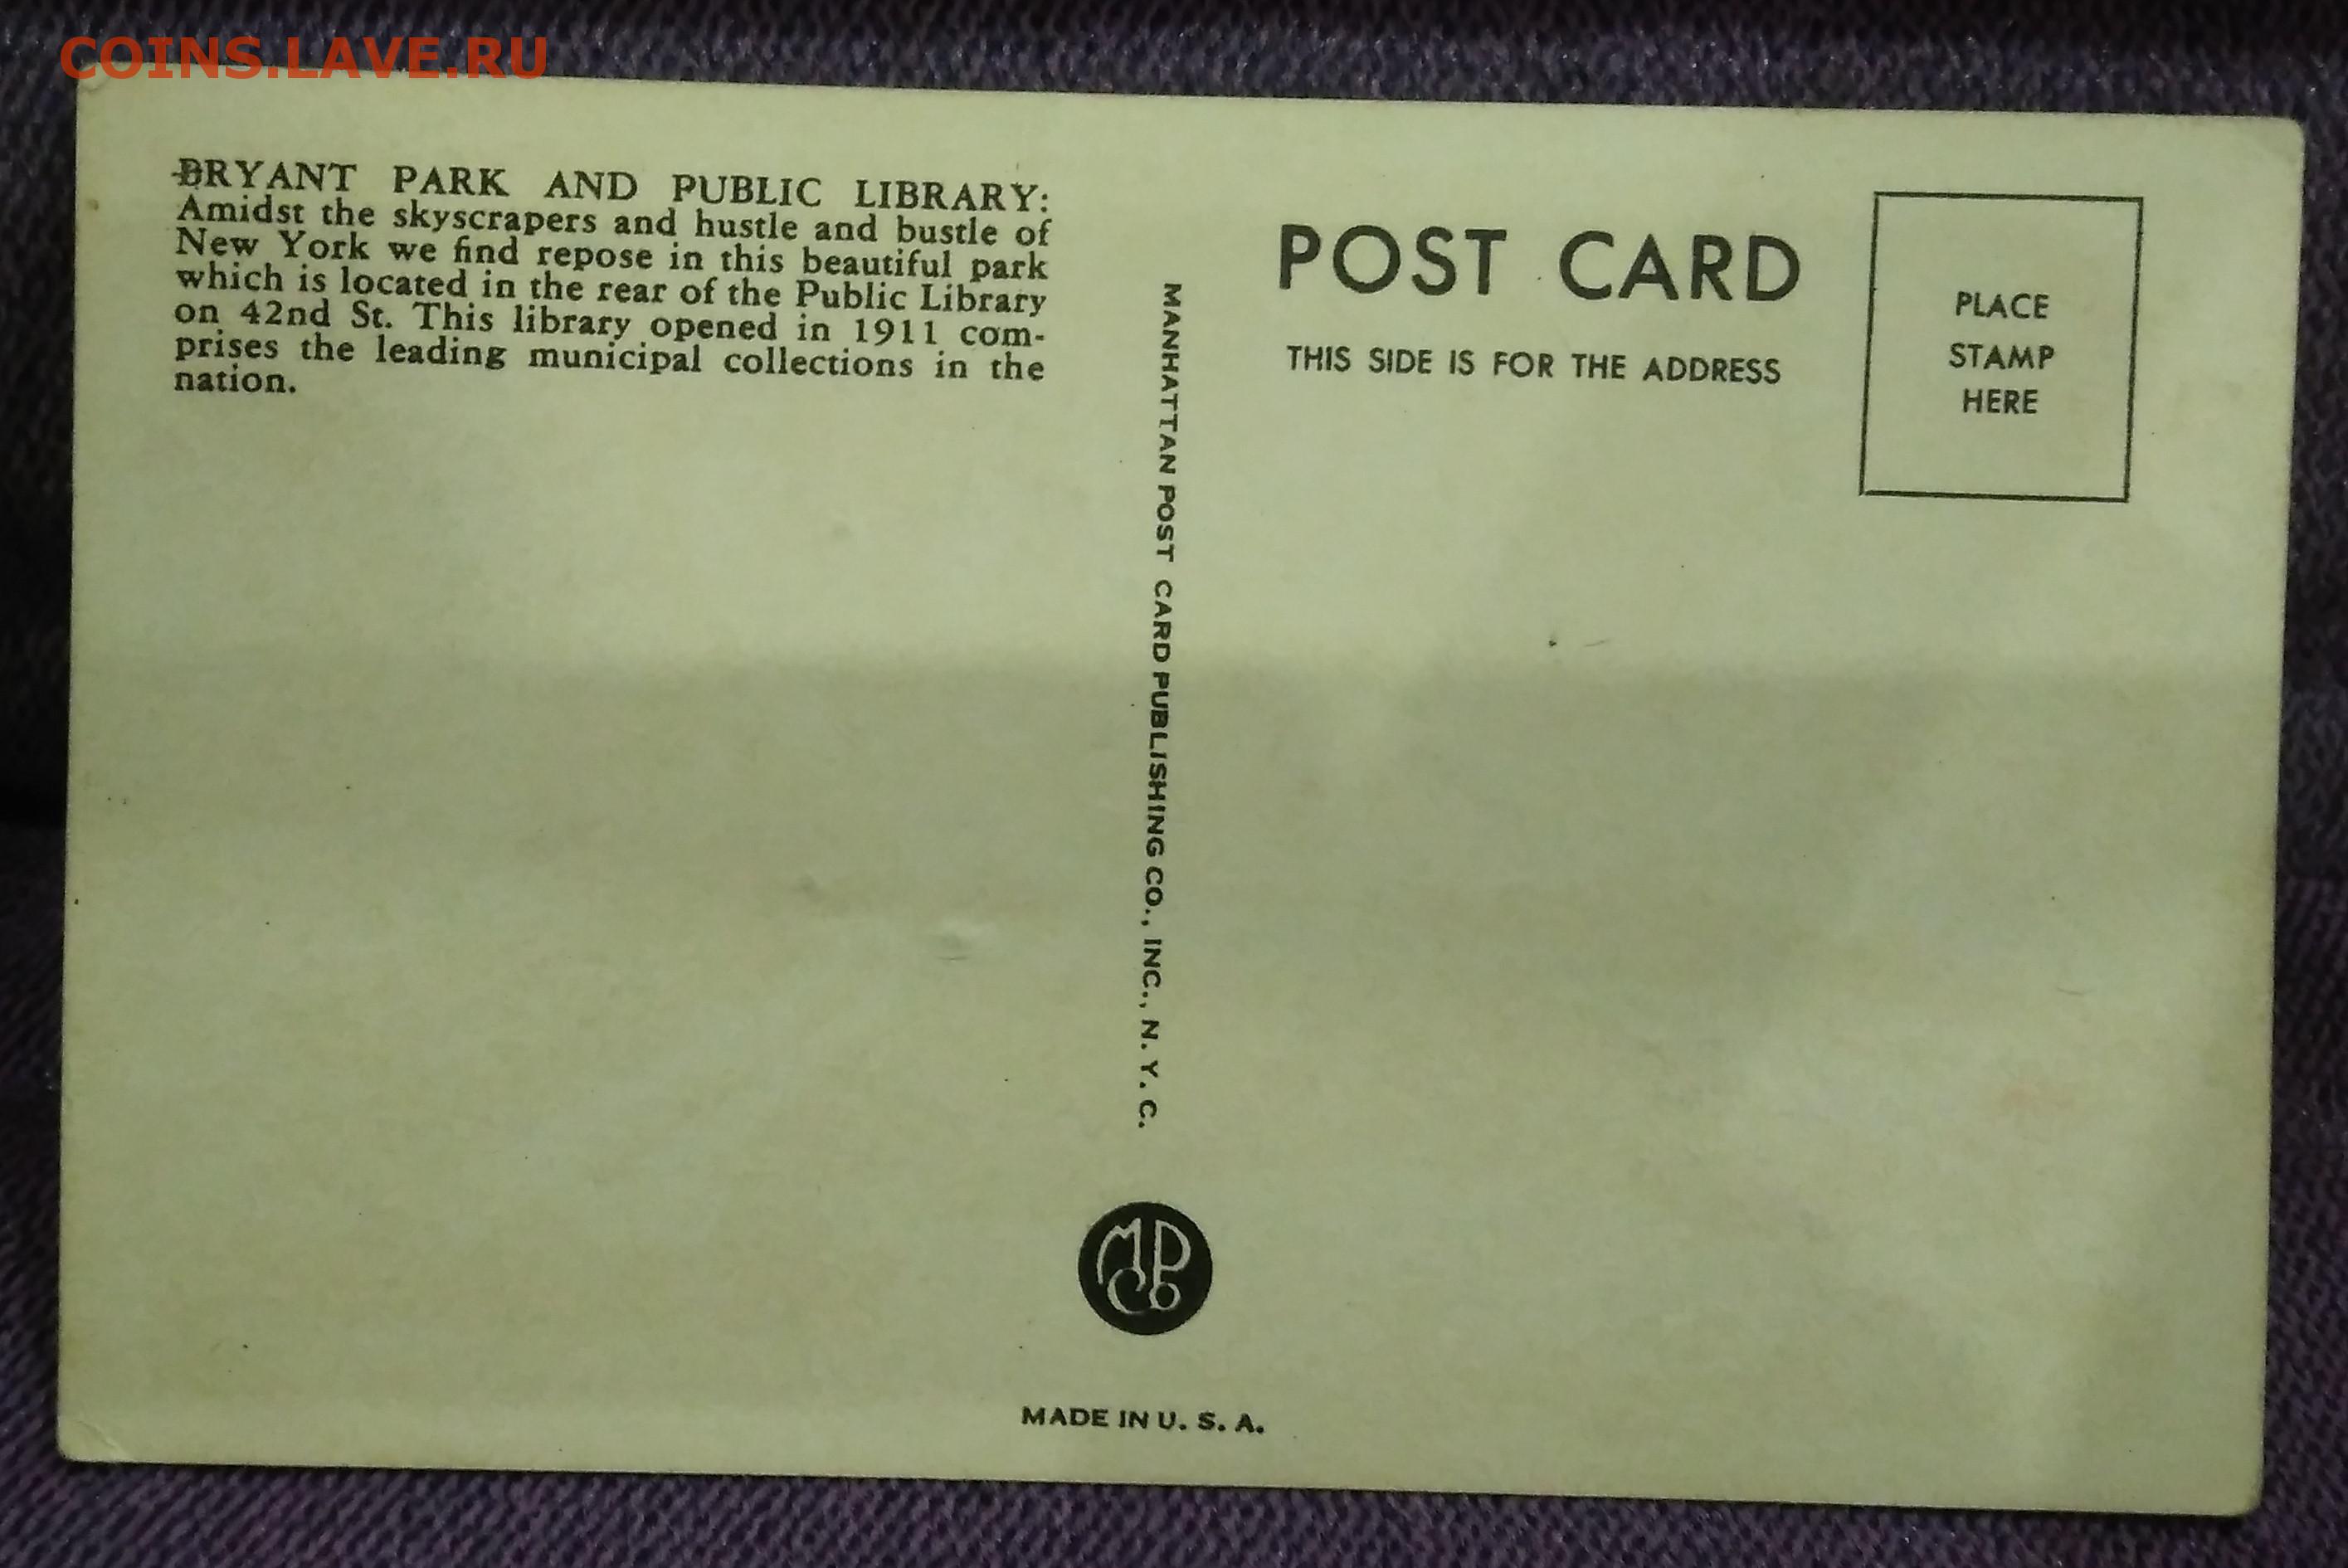 COINS.LAVE.RU
BRYANT PARK AND PUBLIC LIBRARY:
Amidst the skyscrapers and hustle and bustle of
New York we find repose in this beautiful park
which is located in the rear of the Public Library
on 42nd St. This library opened in 1911 com-
prises the leading municipal collections in the
nation.
MANHATTAN POST CARD PUBLISHING CO., INC., N. Y. C.
POST CARD
THIS SIDE IS FOR THE ADDRESS
PLACE
STAMP
HERE
MPCo
MADE IN U. S. A.